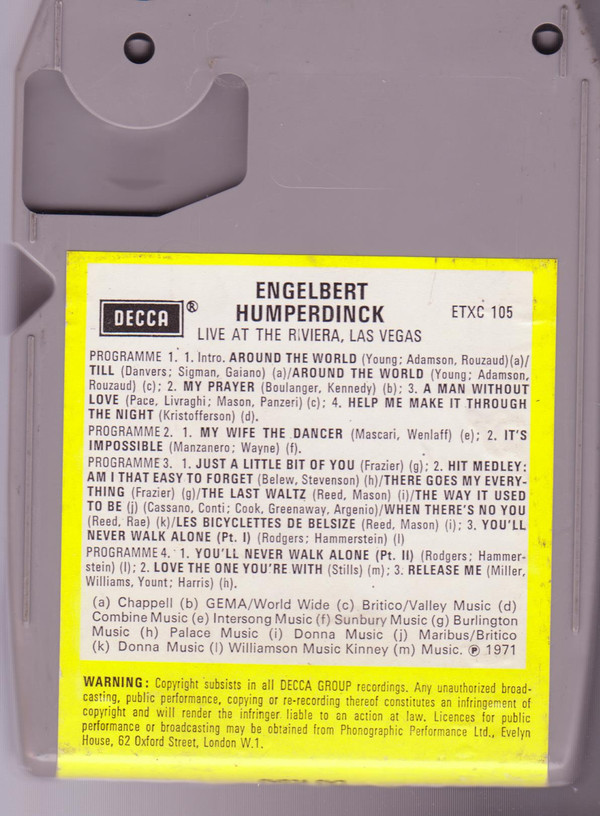 ENGELBERT
HUMPERDINCK
DECCA ®
ETXC 105
LIVE AT THE RIVIERA, LAS VEGAS
PROGRAMME 1. 1. Intro. AROUND THE WORLD (Young; Adamson, Rouzaud)(a)/
TILL (Danvers; Sigman, Gaiano) (a)/AROUND THE WORLD (Young; Adamson,
Rouzaud) (c); 2. MY PRAYER (Boulanger, Kennedy) (b); 3. A MAN WITHOUT
LOVE (Pace, Livraghi; Mason, Panzeri) (c); 4. HELP ME MAKE IT THROUGH
THE NIGHT (Kristofferson) (d).
PROGRAMME 2. 1. MY WIFE THE DANCER (Mascari, Wenlaff) (e); 2. IT'S
IMPOSSIBLE (Manzanero; Wayne) (f).
PROGRAMME 3. 1. JUST A LITTLE BIT OF YOU (Frazier) (g); 2. HIT MEDLEY:
AM I THAT EASY TO FORGET (Belew, Stevenson) (h)/THERE GOES MY EVERY-
THING (Frazier) (g)/THE LAST WALTZ (Reed, Mason) (i)/THE WAY IT USED
TO BE (j) (Cassano, Conti; Cook, Greenaway, Argenio)/WHEN THERE'S NO YOU
(Reed, Rae) (k)/LES BICYCLETTES DE BELSIZE (Reed, Mason) (i); 3. YOU'LL
NEVER WALK ALONE (Pt. I) (Rodgers; Hammerstein) (l)
PROGRAMME 4. 1. YOU'LL NEVER WALK ALONE (Pt. II) (Rodgers; Hammer-
stein) (l); 2. LOVE THE ONE YOU'RE WITH (Stills) (m); 3. RELEASE ME (Miller,
Williams, Yount; Harris) (h).
(a) Chappell (b) GEMA/World Wide (c) Britico/Valley Music (d)
Combine Music (e) Intersong Music (f) Sunbury Music (g) Burlington
Music (h) Palace Music (i) Donna Music (j) Maribus/Britico
(k) Donna Music (l) Williamson Music Kinney (m) Music. ℗ 1971
WARNING: Copyright subsists in all DECCA GROUP recordings. Any unauthorized broad-
casting, public performance, copying or re-recording thereof constitutes an infringement of
copyright and will render the infringer liable to an action at law. Licences for public
performance or broadcasting may be obtained from Phonographic Performance Ltd., Evelyn
House, 62 Oxford Street, London W.1.